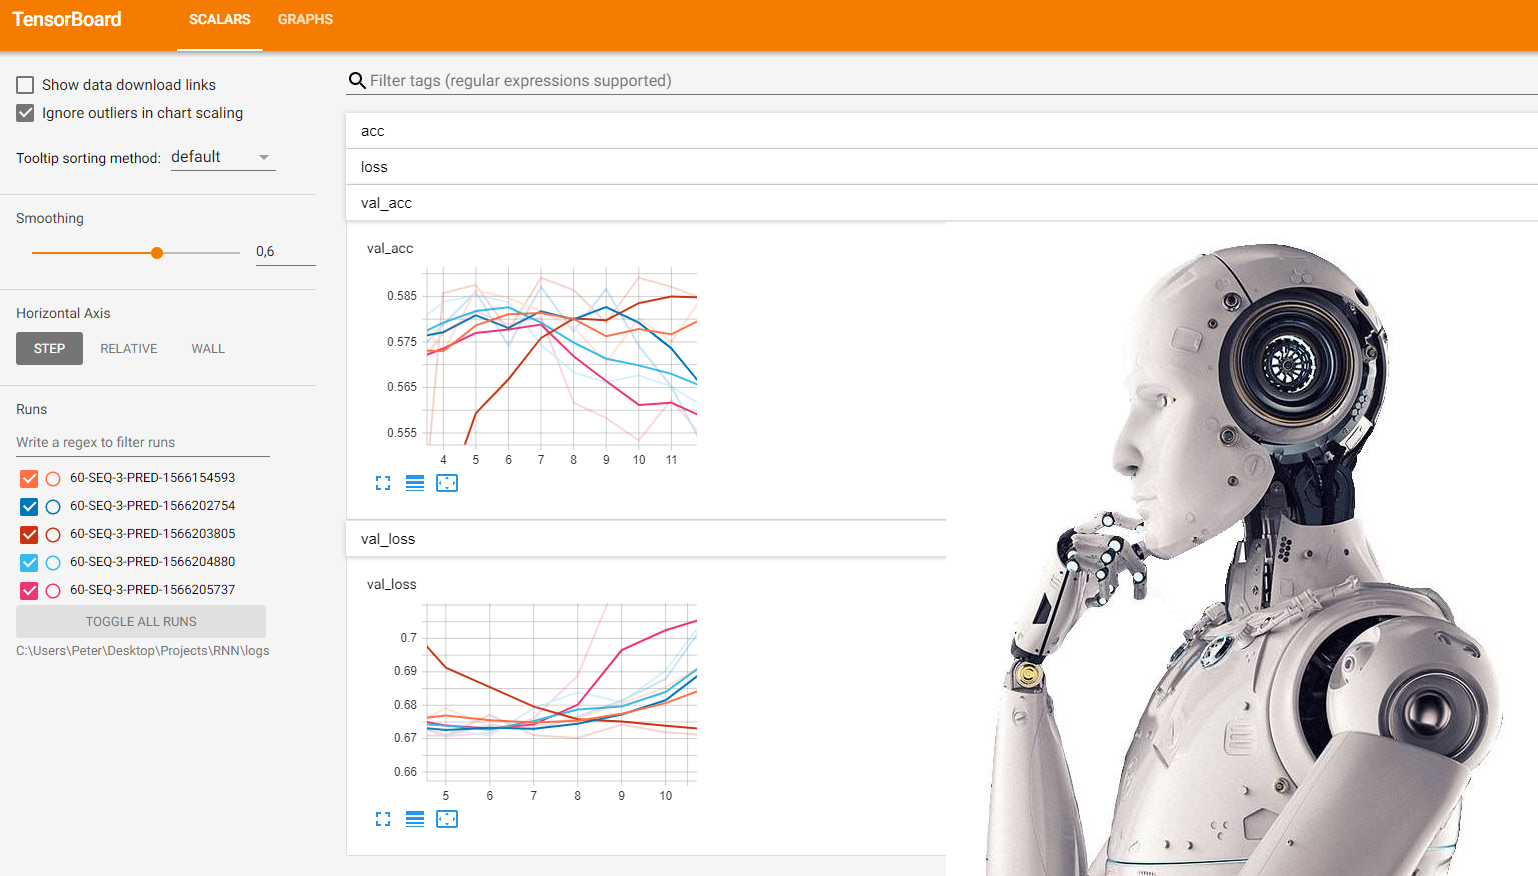 TensorBoard SCALARS GRAPHS
Show data download links
Ignore outliers in chart scaling
Tooltip sorting method: default
Smoothing
0,6
Horizontal Axis
STEP RELATIVE WALL
Runs
Write a regex to filter runs
60-SEQ-3-PRED-1566154593
60-SEQ-3-PRED-1566202754
60-SEQ-3-PRED-1566203805
60-SEQ-3-PRED-1566204880
60-SEQ-3-PRED-1566205737
TOGGLE ALL RUNS
C:\Users\Peter\Desktop\Projects\RNN\logs
Filter tags (regular expressions supported)
acc
loss
val_acc
val_acc
0.585
0.575
0.565
0.555
4 5 6 7 8 9 10 11
val_loss
val_loss
0.7
0.69
0.68
0.67
0.66
5 6 7 8 9 10